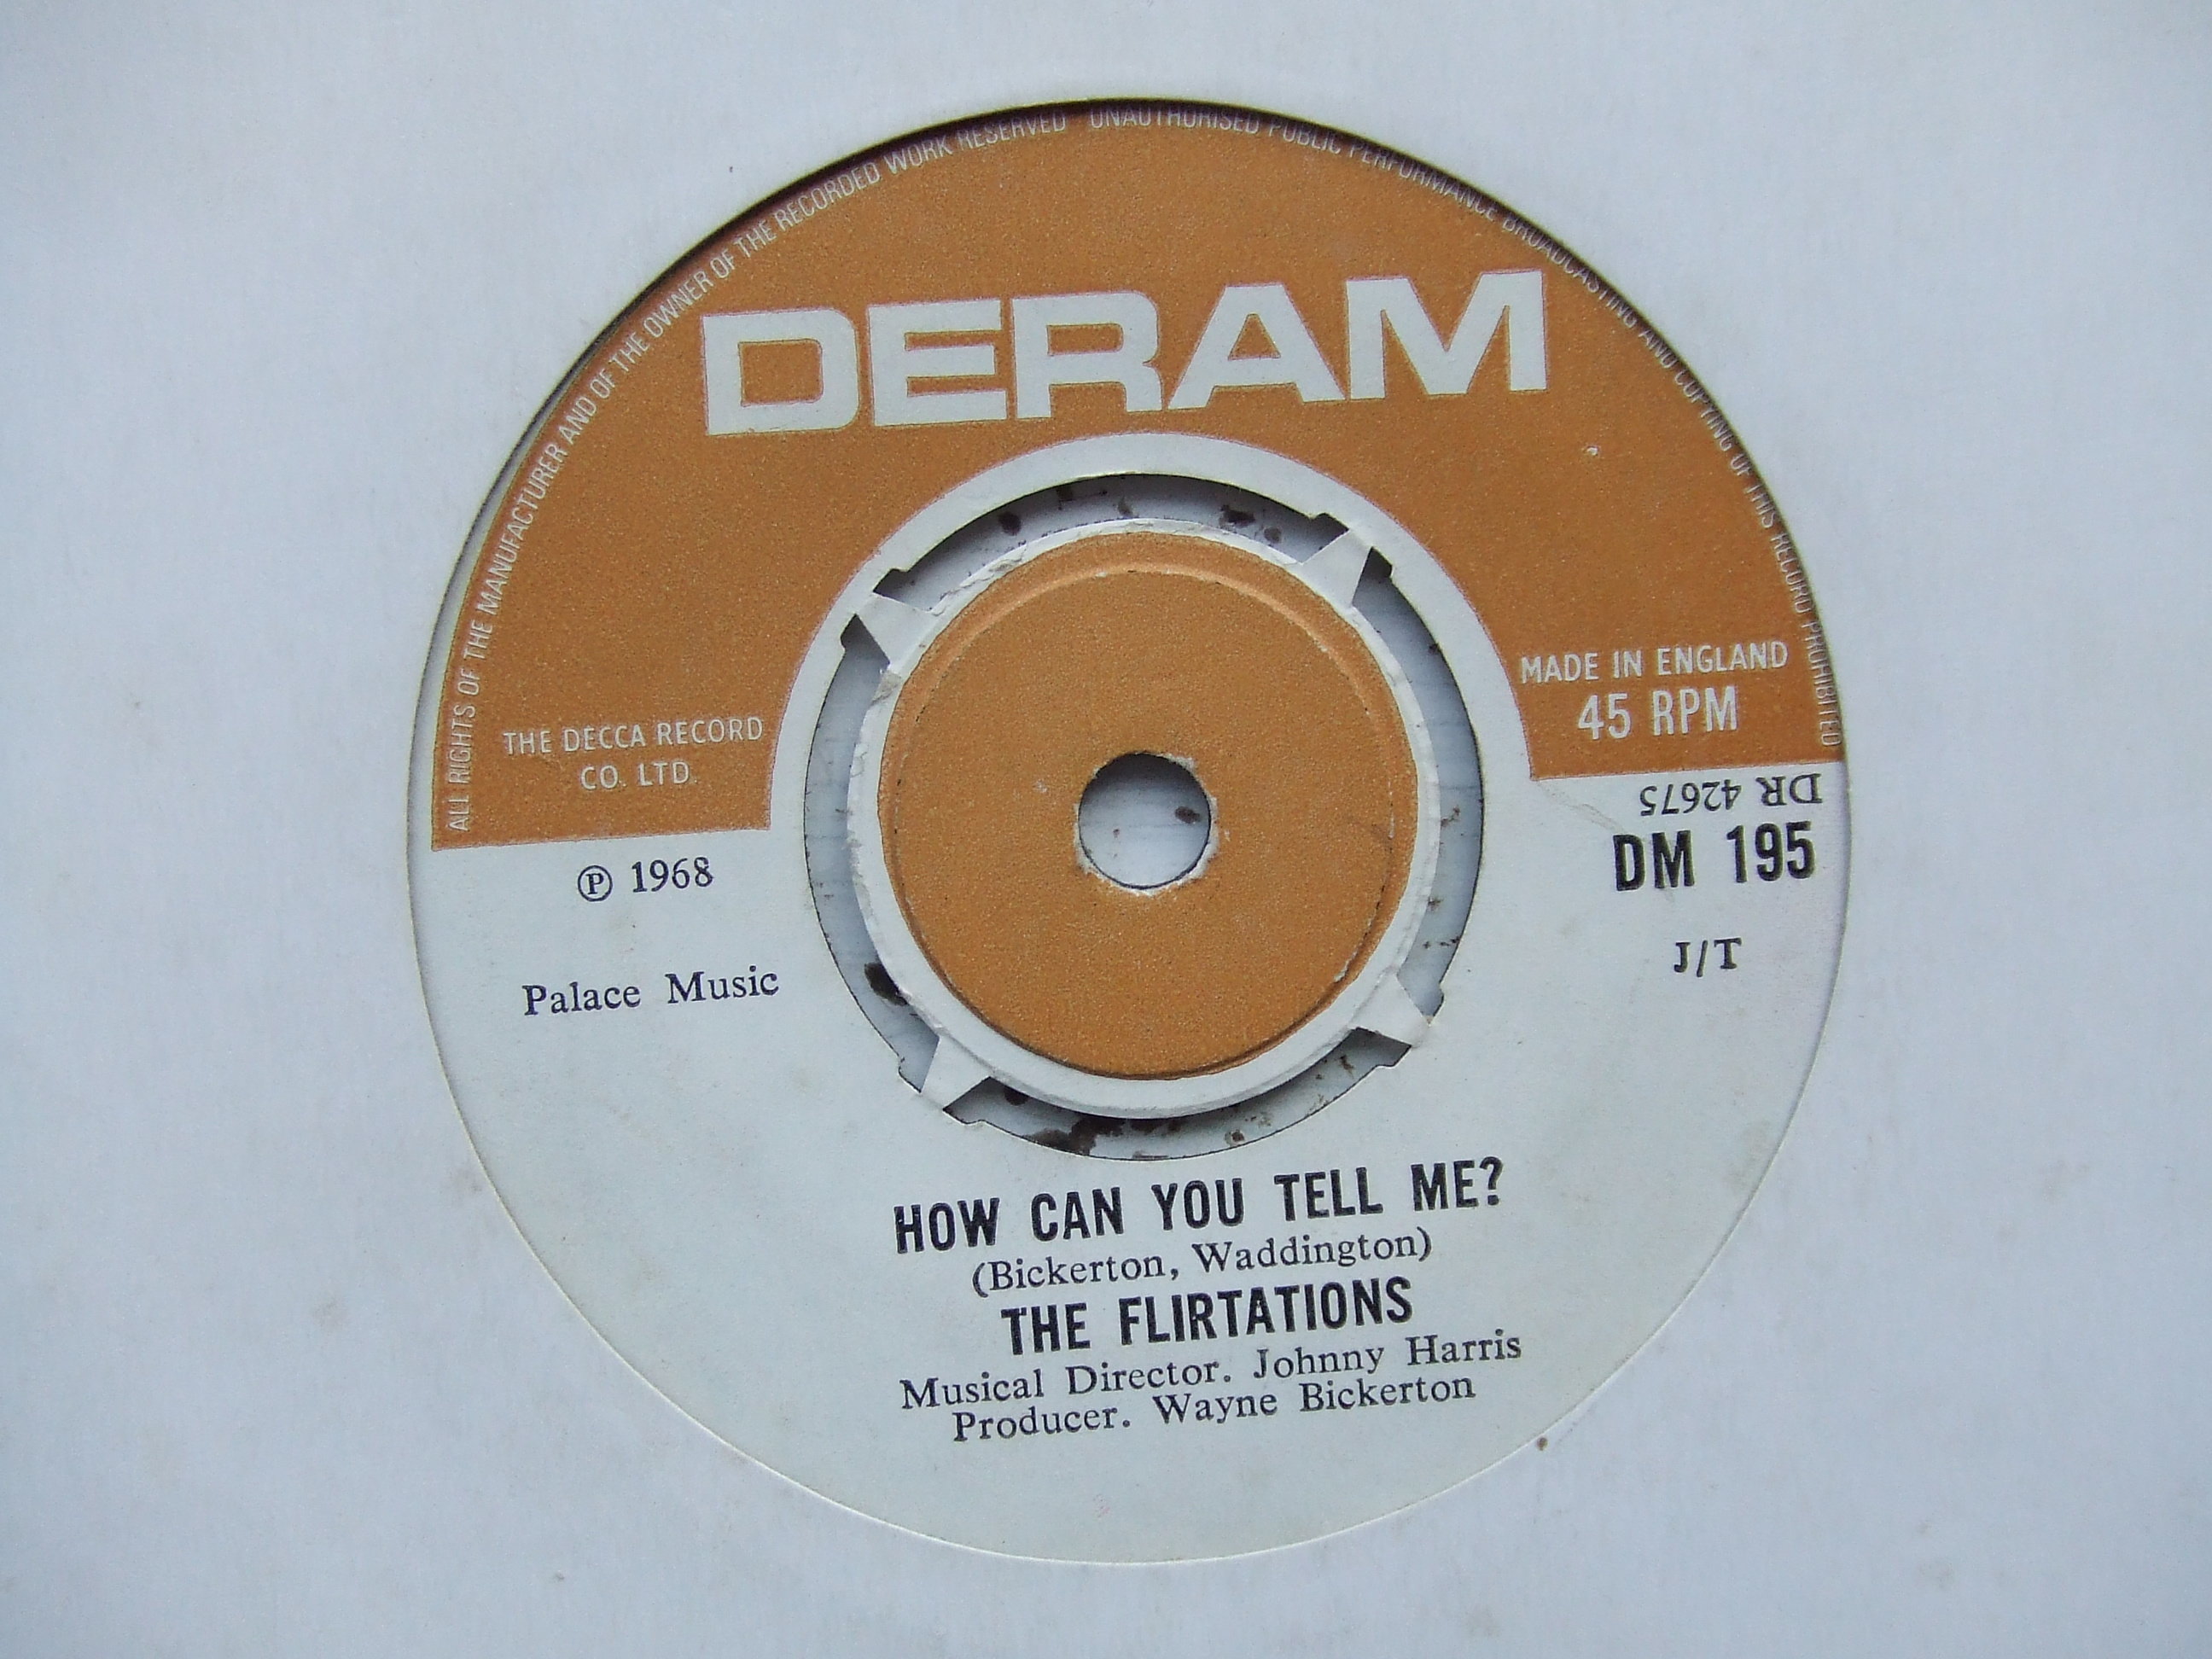 ALL RIGHTS OF THE MANUFACTURER AND OF THE OWNER OF THE RECORDED WORK RESERVED UNAUTHORISED PUBLIC PERFORMANCE BROADCASTING AND COPYING OF THIS RECORD PROHIBITED
DERAM
THE DECCA RECORD
CO. LTD.
MADE IN ENGLAND
45 RPM
DR 42675
DM 195
℗ 1968
J/T
Palace Music
HOW CAN YOU TELL ME?
(Bickerton, Waddington)
THE FLIRTATIONS
Musical Director. Johnny Harris
Producer. Wayne Bickerton